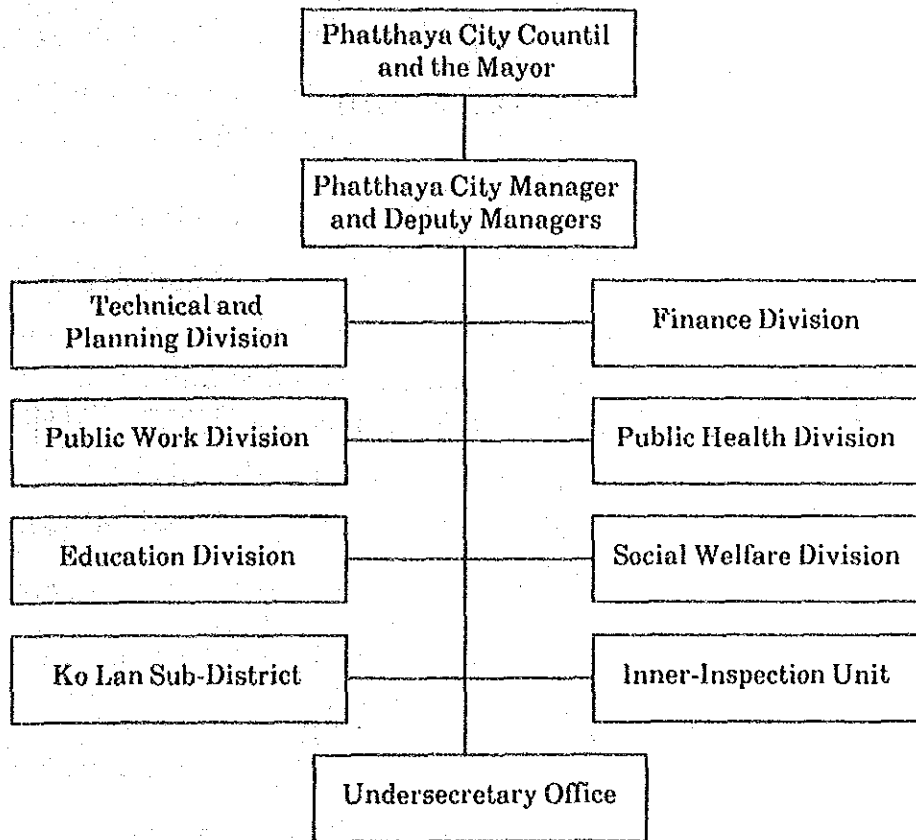 Phatthaya City Countil
and the Mayor
Phatthaya City Manager
and Deputy Managers
Technical and
Planning Division
Finance Division
Public Work Division
Public Health Division
Education Division
Social Welfare Division
Ko Lan Sub-District
Inner-Inspection Unit
Undersecretary Office